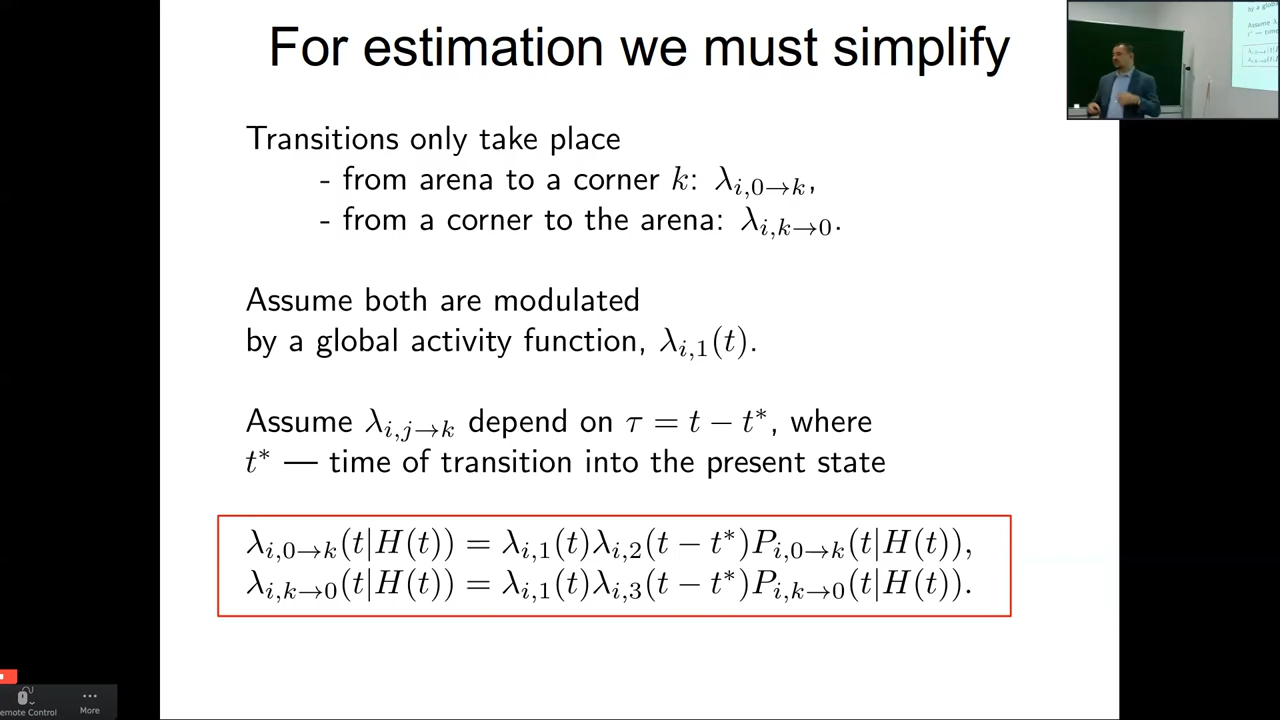 For estimation we must simplify
Transitions only take place
- from arena to a corner k: λ_{i,0→k},
- from a corner to the arena: λ_{i,k→0}.
Assume both are modulated
by a global activity function, λ_{i,1}(t).
Assume λ_{i,j→k} depend on τ = t − t*, where
t* — time of transition into the present state
λ_{i,0→k}(t|H(t)) = λ_{i,1}(t)λ_{i,2}(t − t*)P_{i,0→k}(t|H(t)),
λ_{i,k→0}(t|H(t)) = λ_{i,1}(t)λ_{i,3}(t − t*)P_{i,k→0}(t|H(t)).
emote Control
More